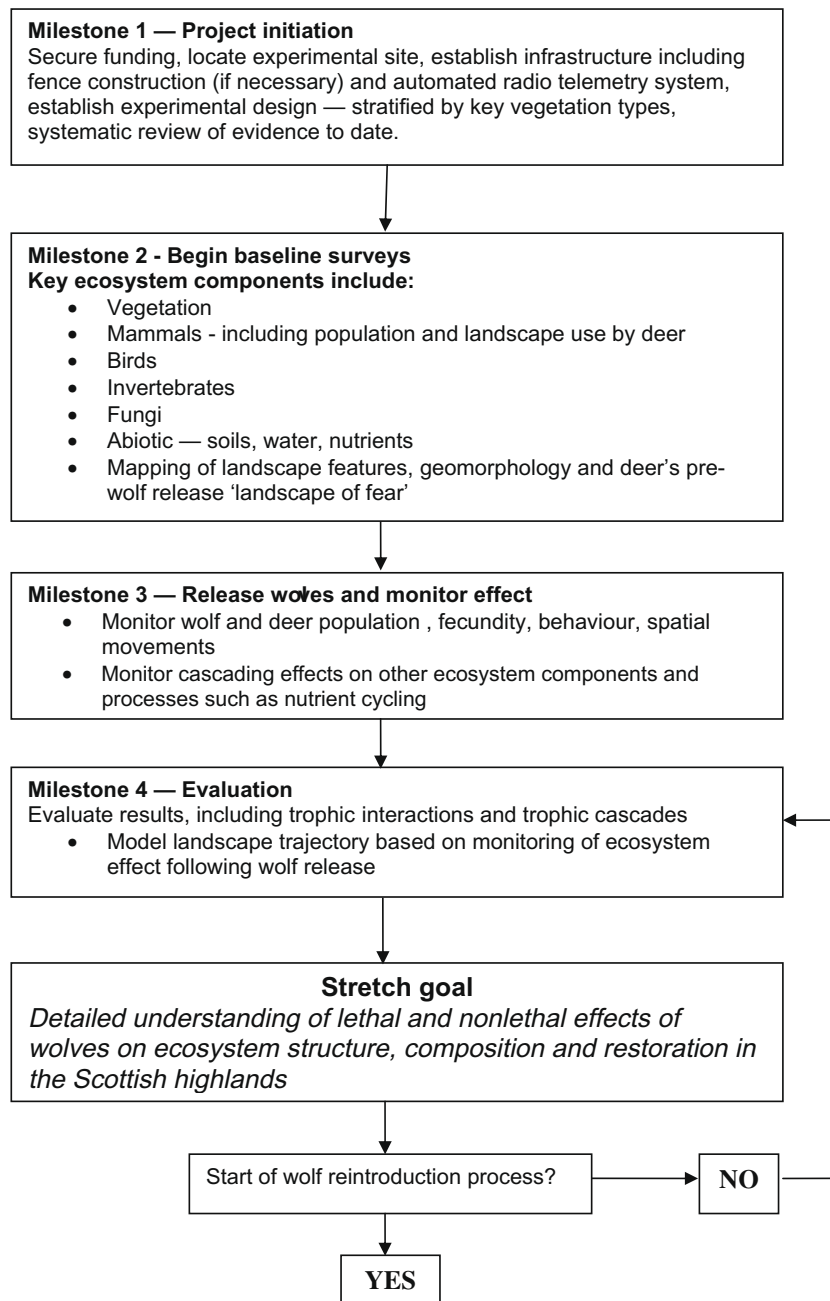 Milestone 1 — Project initiation
Secure funding, locate experimental site, establish infrastructure including
fence construction (if necessary) and automated radio telemetry system,
establish experimental design — stratified by key vegetation types,
systematic review of evidence to date.
Milestone 2 - Begin baseline surveys
Key ecosystem components include:
• Vegetation
• Mammals - including population and landscape use by deer
• Birds
• Invertebrates
• Fungi
• Abiotic — soils, water, nutrients
• Mapping of landscape features, geomorphology and deer's pre-
wolf release 'landscape of fear'
Milestone 3 — Release wolves and monitor effect
• Monitor wolf and deer population , fecundity, behaviour, spatial
movements
• Monitor cascading effects on other ecosystem components and
processes such as nutrient cycling
Milestone 4 — Evaluation
Evaluate results, including trophic interactions and trophic cascades
• Model landscape trajectory based on monitoring of ecosystem
effect following wolf release
Stretch goal
Detailed understanding of lethal and nonlethal effects of
wolves on ecosystem structure, composition and restoration in
the Scottish highlands
Start of wolf reintroduction process?
NO
YES